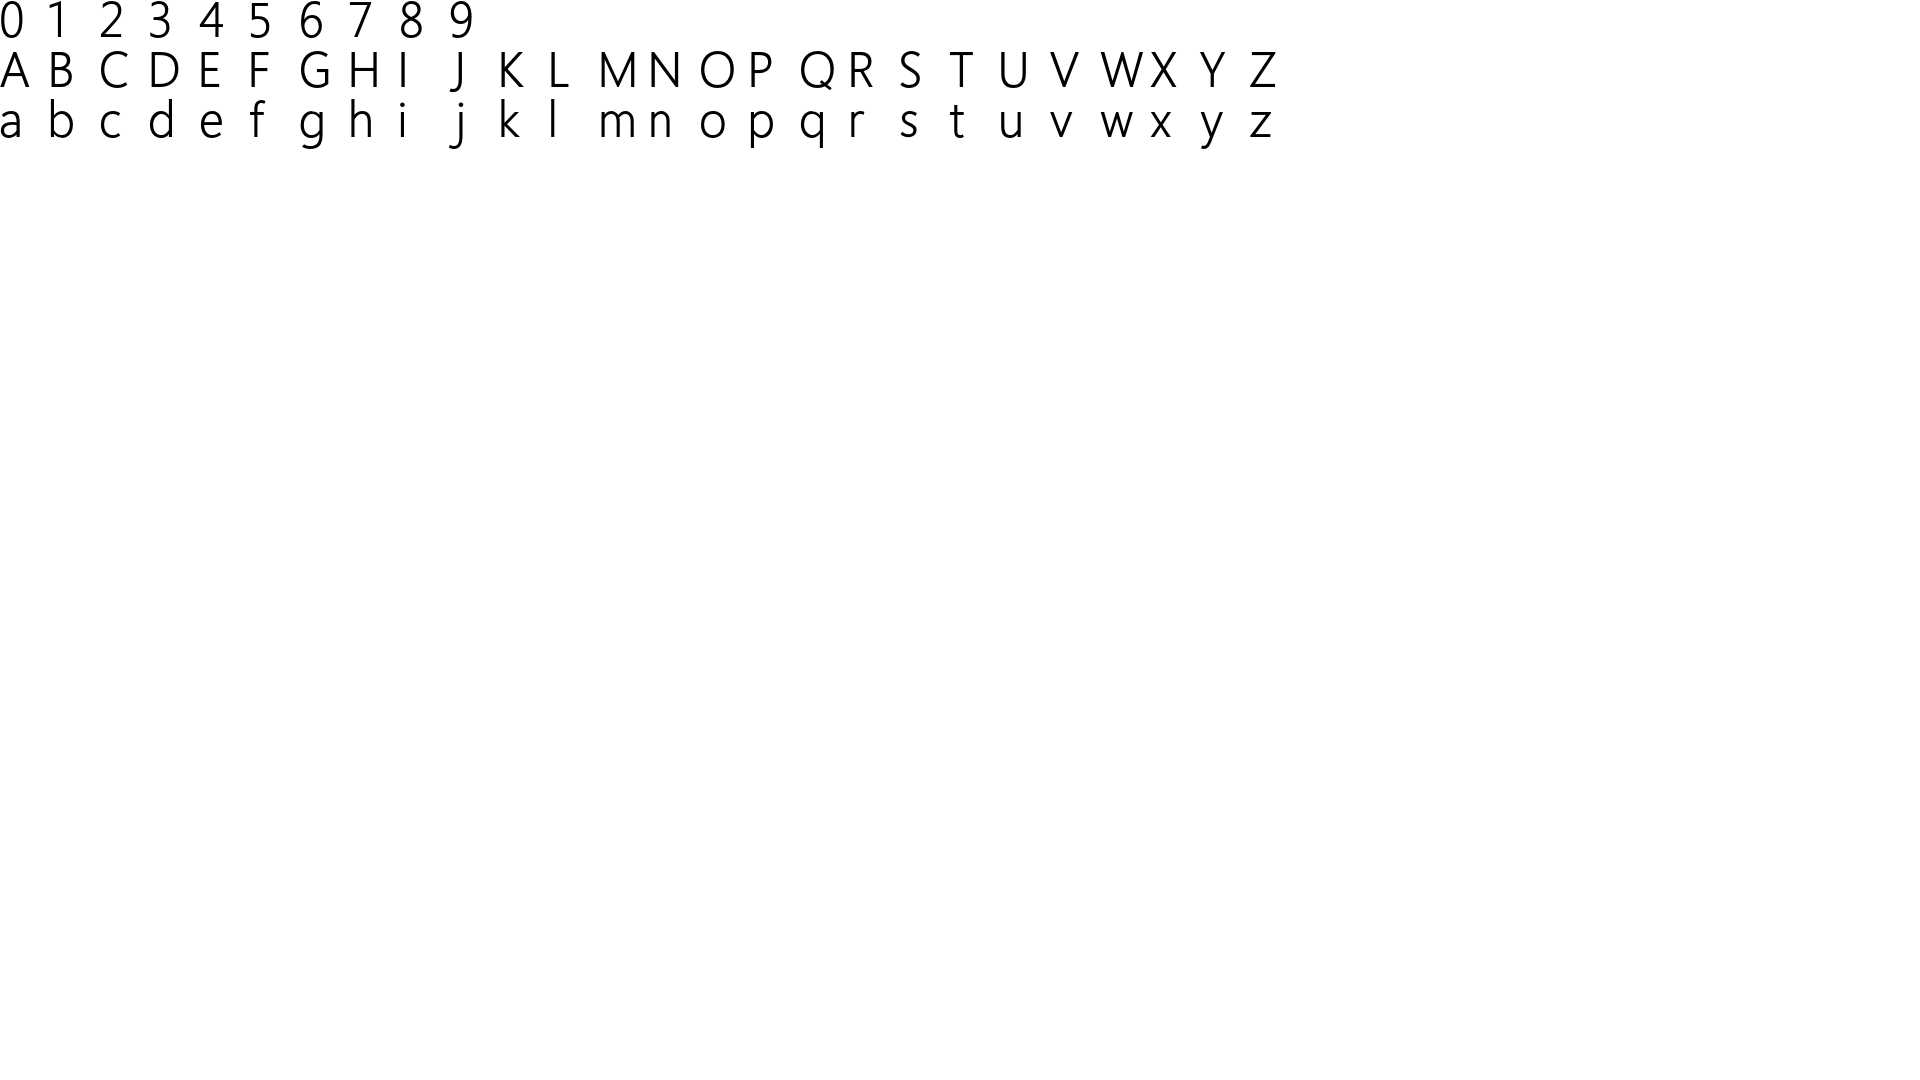 0 1 2 3 4 5 6 7 8 9
A B C D E F G H I J K L M N O P Q R S T U V W X Y Z
a b c d e f g h i j k l m n o p q r s t u v w x y z